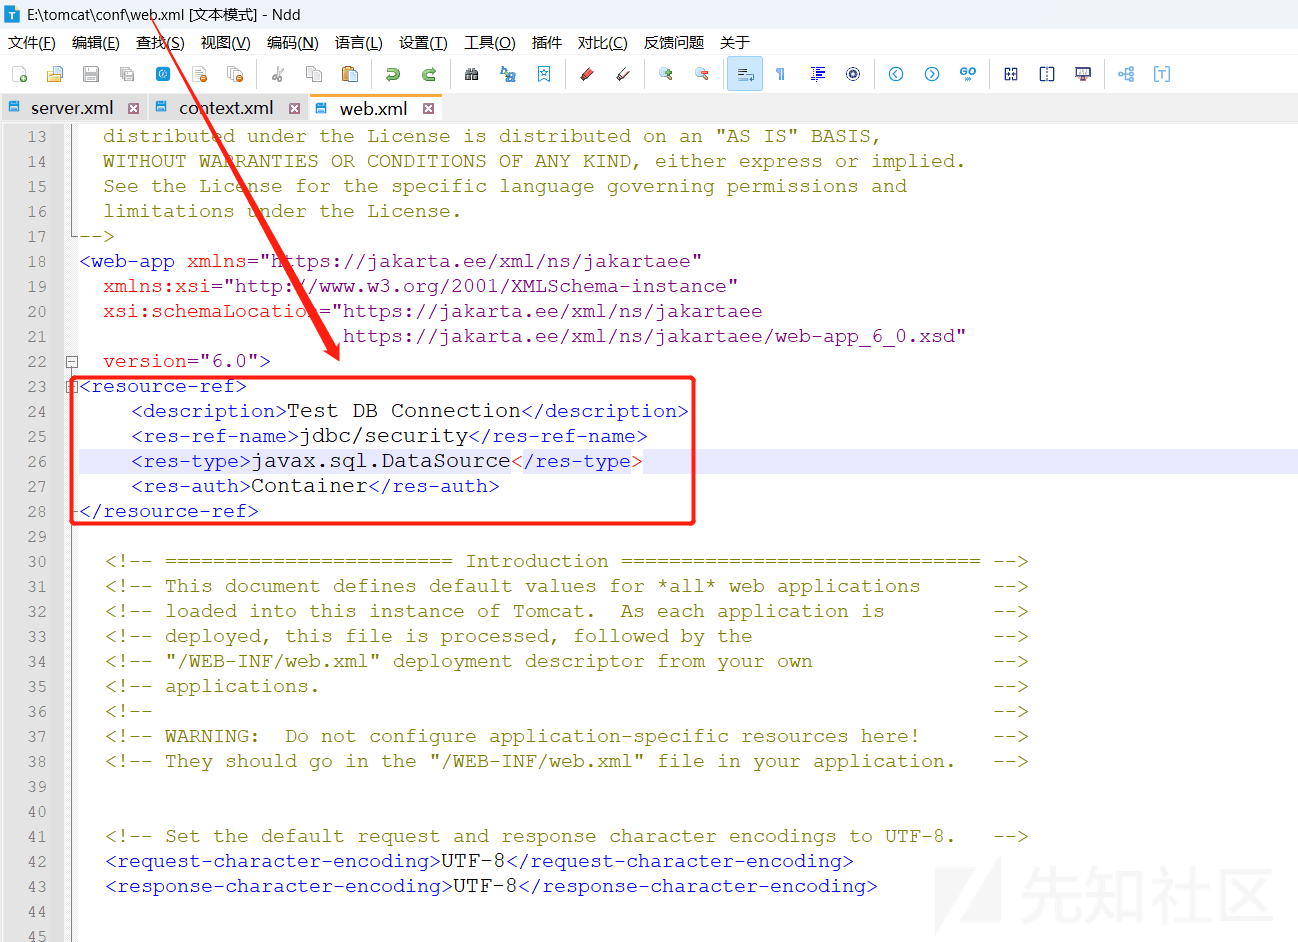 E:\tomcat\conf\web.xml [文本模式] - Ndd
文件(F) 编辑(E) 查找(S) 视图(V) 编码(N) 语言(L) 设置(T) 工具(O) 插件 对比(C) 反馈问题 关于
server.xml context.xml web.xml
13 distributed under the License is distributed on an "AS IS" BASIS,
14 WITHOUT WARRANTIES OR CONDITIONS OF ANY KIND, either express or implied.
15 See the License for the specific language governing permissions and
16 limitations under the License.
17 -->
18 <web-app xmlns="https://jakarta.ee/xml/ns/jakartaee"
19 xmlns:xsi="http://www.w3.org/2001/XMLSchema-instance"
20 xsi:schemaLocation="https://jakarta.ee/xml/ns/jakartaee
21 https://jakarta.ee/xml/ns/jakartaee/web-app_6_0.xsd"
22 version="6.0">
23 <resource-ref>
24 <description>Test DB Connection</description>
25 <res-ref-name>jdbc/security</res-ref-name>
26 <res-type>javax.sql.DataSource</res-type>
27 <res-auth>Container</res-auth>
28 </resource-ref>
29
30 <!-- ======================== Introduction ============================== -->
31 <!-- This document defines default values for *all* web applications -->
32 <!-- loaded into this instance of Tomcat. As each application is -->
33 <!-- deployed, this file is processed, followed by the -->
34 <!-- "/WEB-INF/web.xml" deployment descriptor from your own -->
35 <!-- applications. -->
36 <!-- -->
37 <!-- WARNING: Do not configure application-specific resources here! -->
38 <!-- They should go in the "/WEB-INF/web.xml" file in your application. -->
39
40
41 <!-- Set the default request and response character encodings to UTF-8. -->
42 <request-character-encoding>UTF-8</request-character-encoding>
43 <response-character-encoding>UTF-8</response-character-encoding>
44
45
先知社区